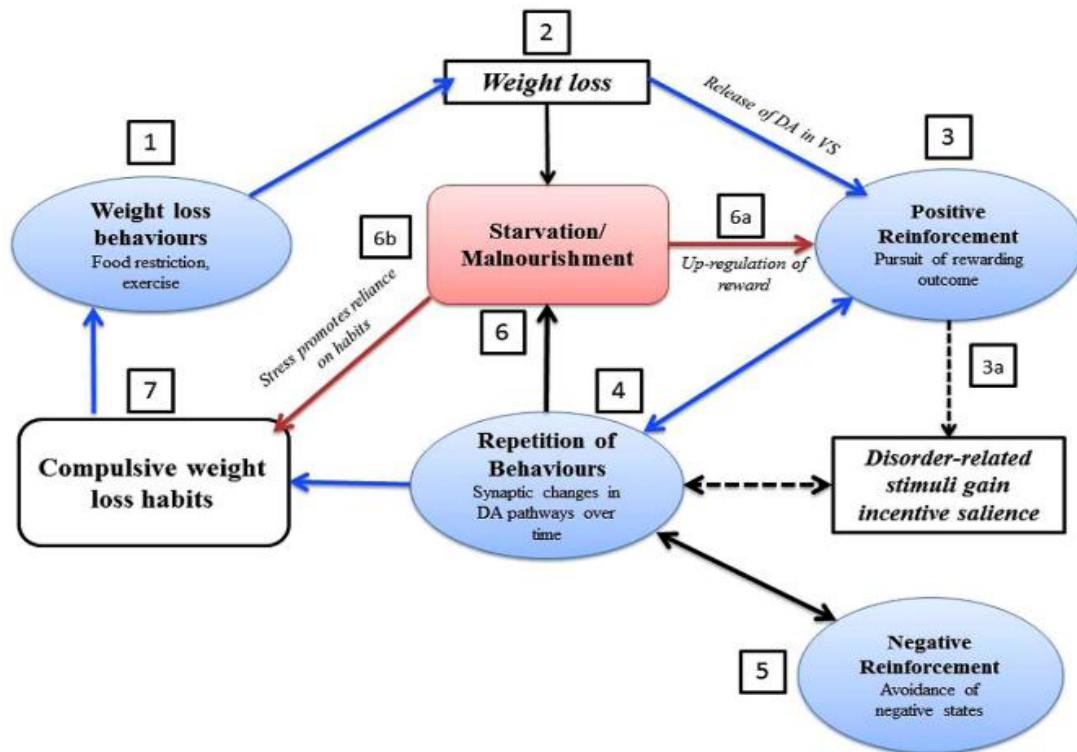 2
Weight loss
Release of DA in VS
1
3
Weight loss
behaviours
Food restriction,
exercise
6b
Starvation/
Malnourishment
6a
Up-regulation of
reward
Positive
Reinforcement
Pursuit of rewarding
outcome
Stress promotes reliance
on habits
6
3a
7
4
Compulsive weight
loss habits
Repetition of
Behaviours
Synaptic changes in
DA pathways over
time
Disorder-related
stimuli gain
incentive salience
5
Negative
Reinforcement
Avoidance of
negative states